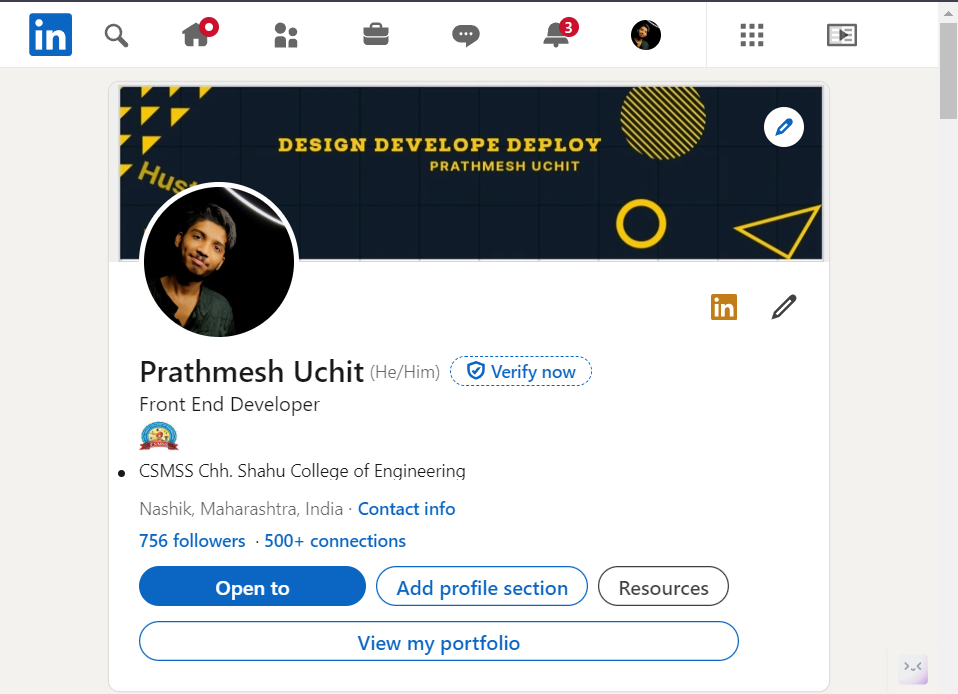 in
3
DESIGN DEVELOPE DEPLOY
PRATHMESH UCHIT
in
Prathmesh Uchit (He/Him) Verify now
Front End Developer
CSMSS Chh. Shahu College of Engineering
Nashik, Maharashtra, India · Contact info
756 followers · 500+ connections
Open to
Add profile section
Resources
View my portfolio